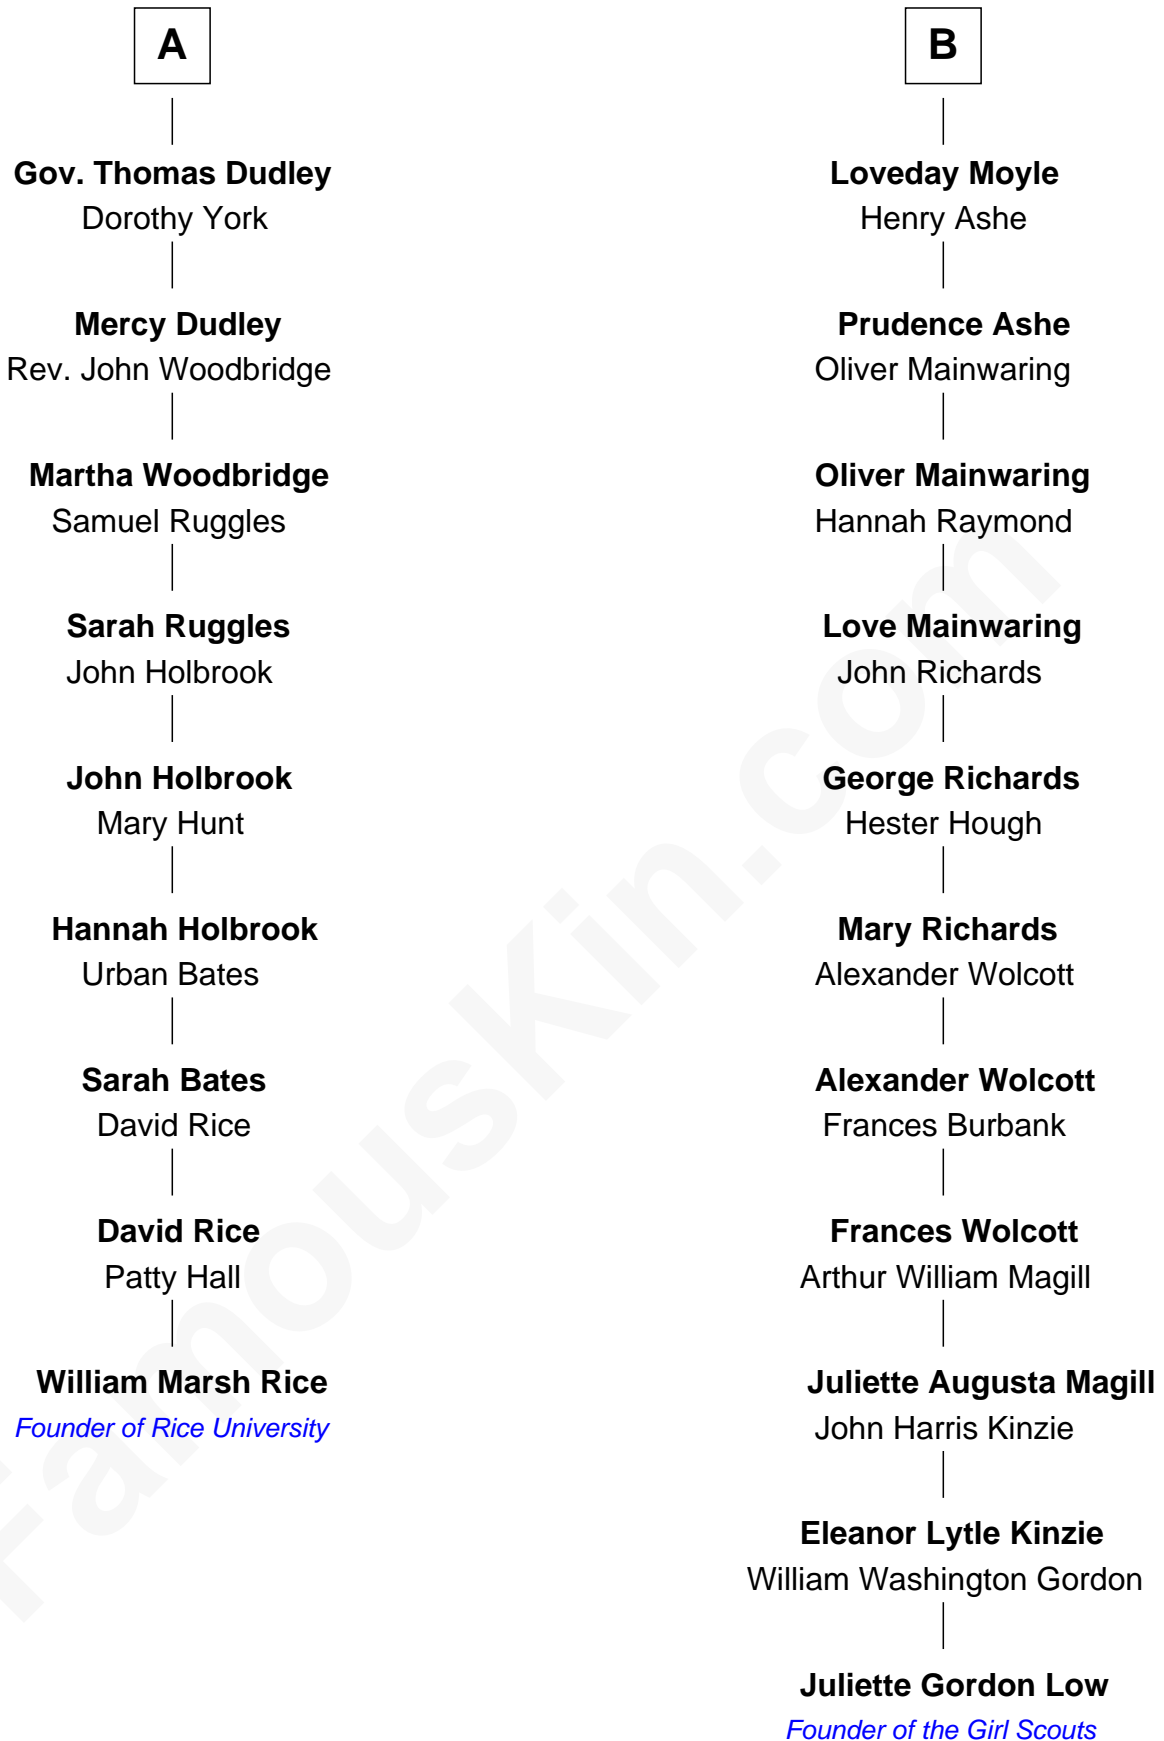 A
Gov. Thomas Dudley
Dorothy York
Mercy Dudley
Rev. John Woodbridge
Martha Woodbridge
Samuel Ruggles
Sarah Ruggles
John Holbrook
John Holbrook
Mary Hunt
Hannah Holbrook
Urban Bates
Sarah Bates
David Rice
David Rice
Patty Hall
William Marsh Rice
Founder of Rice University
B
Loveday Moyle
Henry Ashe
Prudence Ashe
Oliver Mainwaring
Oliver Mainwaring
Hannah Raymond
Love Mainwaring
John Richards
George Richards
Hester Hough
Mary Richards
Alexander Wolcott
Alexander Wolcott
Frances Burbank
Frances Wolcott
Arthur William Magill
Juliette Augusta Magill
John Harris Kinzie
Eleanor Lytle Kinzie
William Washington Gordon
Juliette Gordon Low
Founder of the Girl Scouts
FamousKin.com